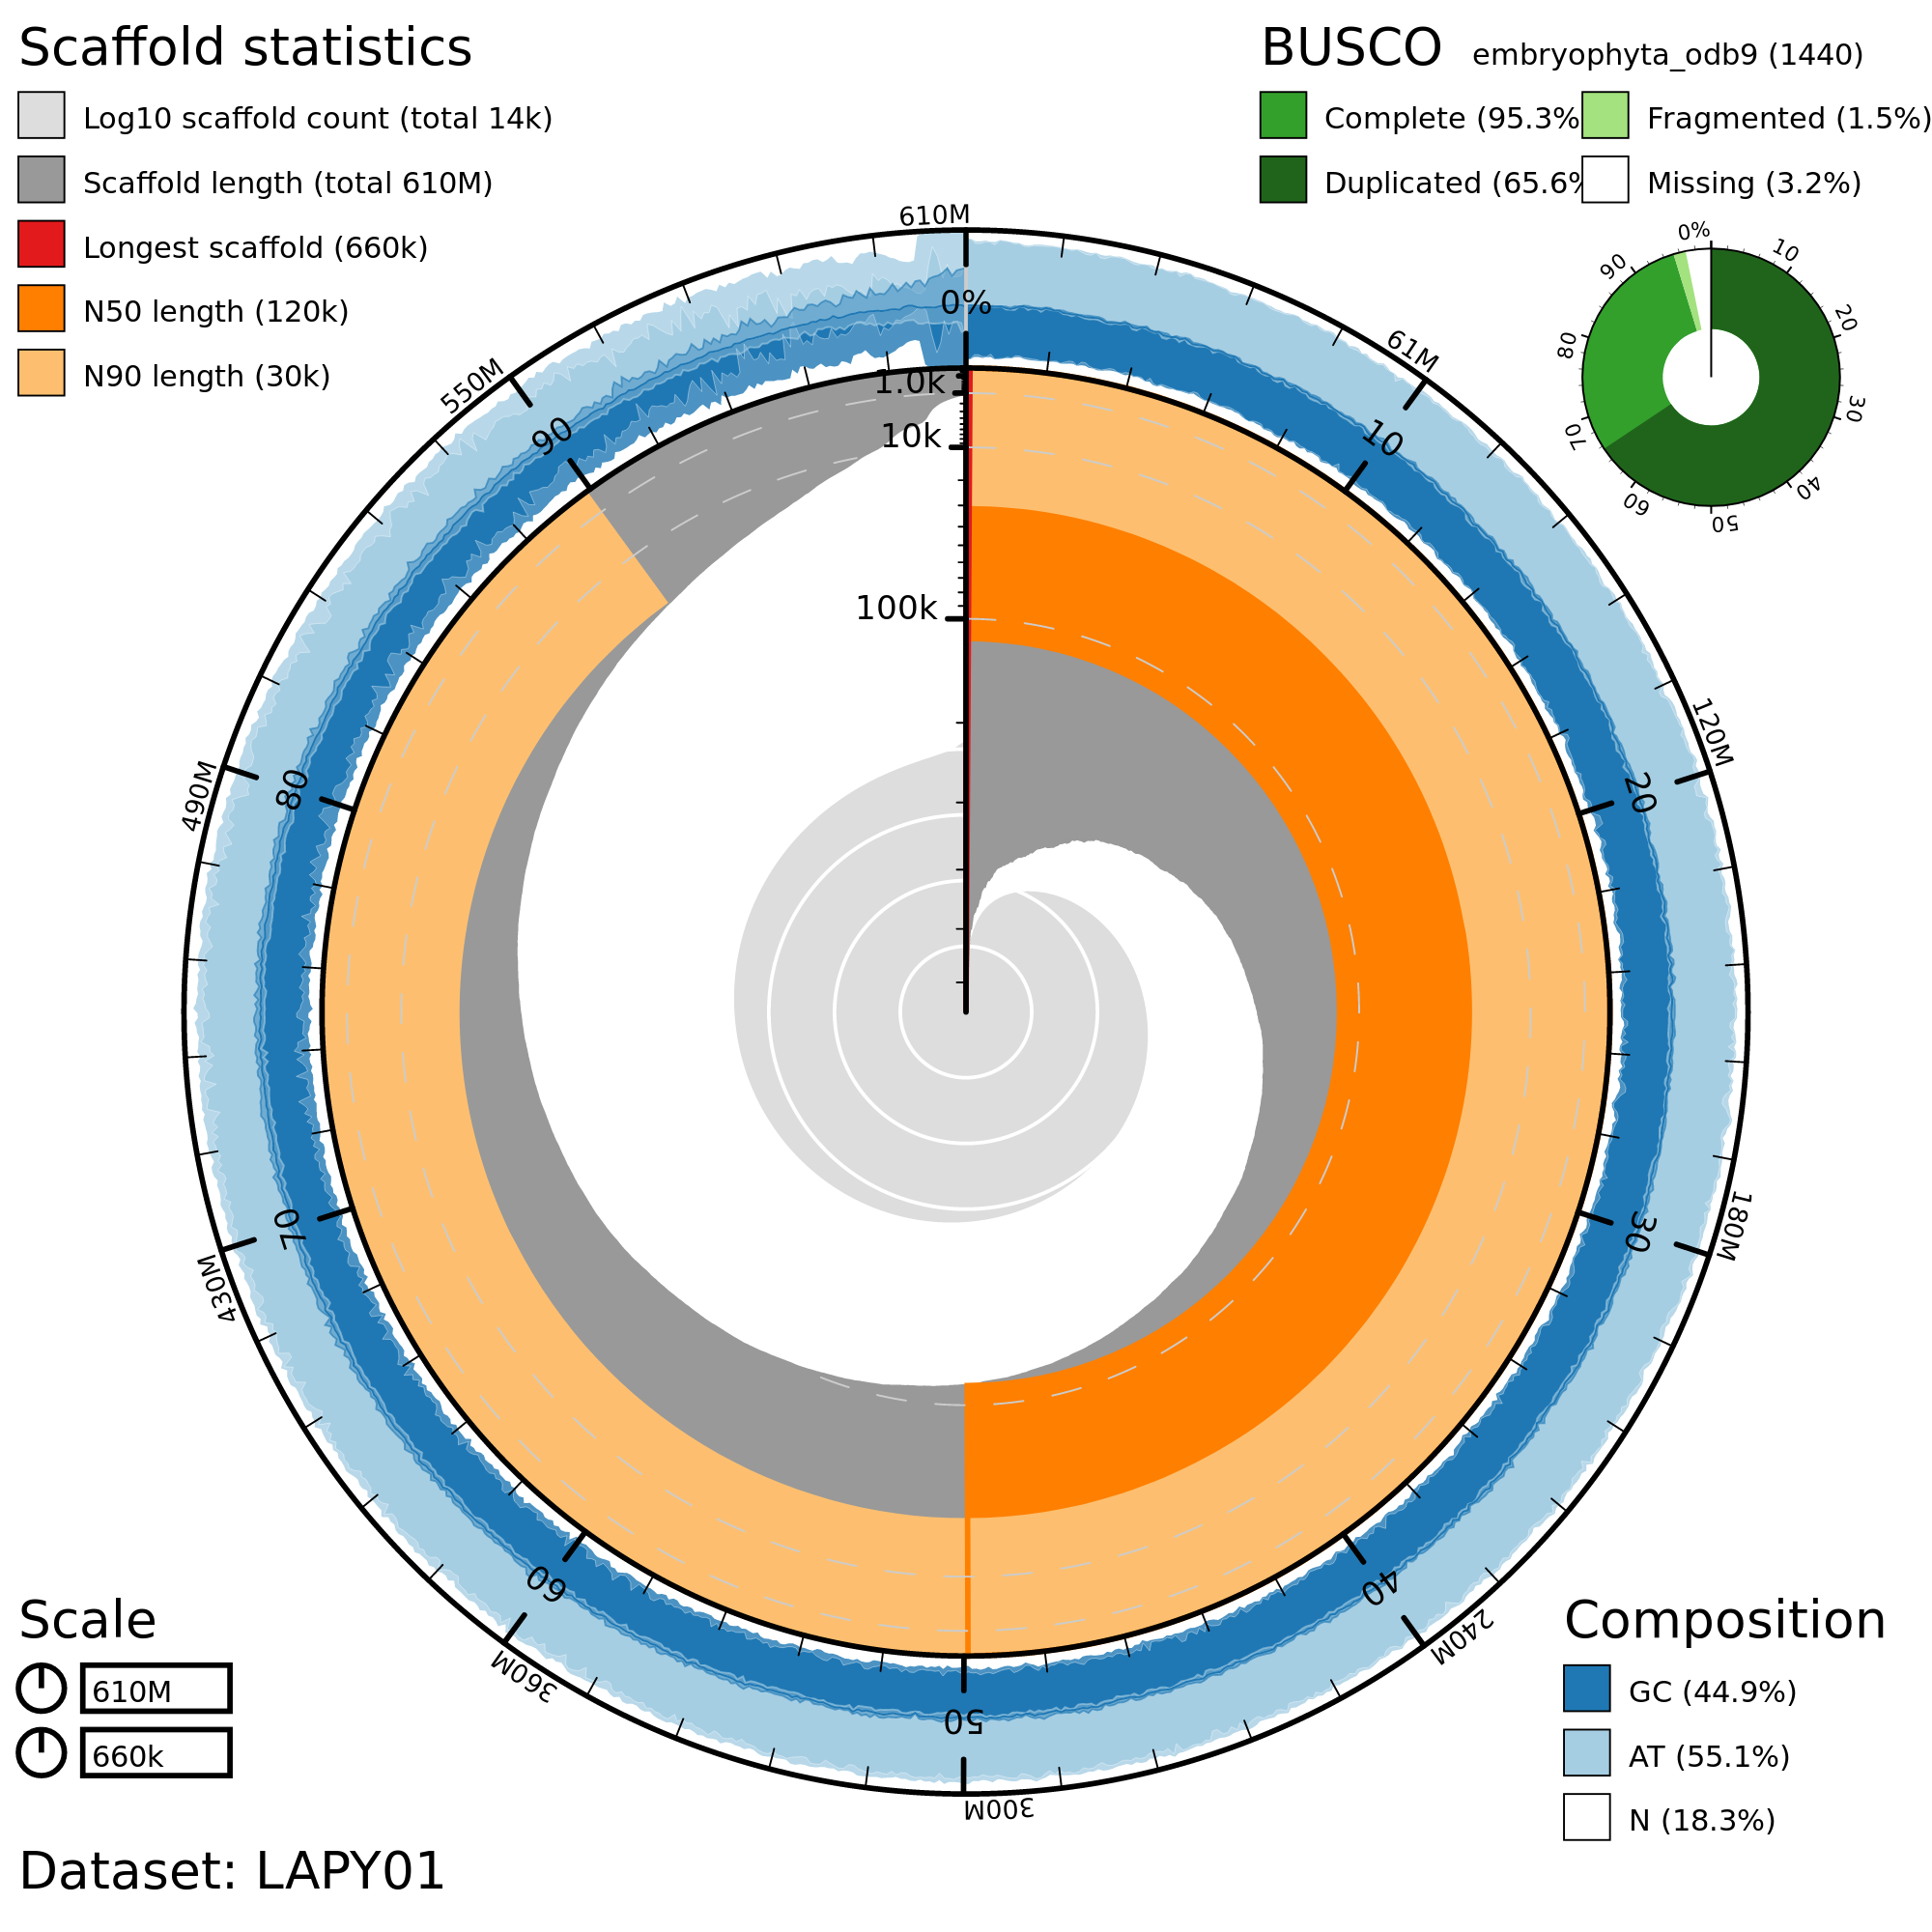 Scaffold statistics
Log10 scaffold count (total 14k)
Scaffold length (total 610M)
Longest scaffold (660k)
N50 length (120k)
N90 length (30k)
BUSCO embryophyta_odb9 (1440)
Complete (95.3% Fragmented (1.5%)
Duplicated (65.6% Missing (3.2%)
0%
10
20
30
40
50
60
70
80
90
610M
61M
120M
180M
240M
300M
360M
430M
490M
550M
0%
10
20
30
40
50
60
70
80
90
1.0k
10k
100k
Scale
610M
660k
Composition
GC (44.9%)
AT (55.1%)
N (18.3%)
Dataset: LAPY01